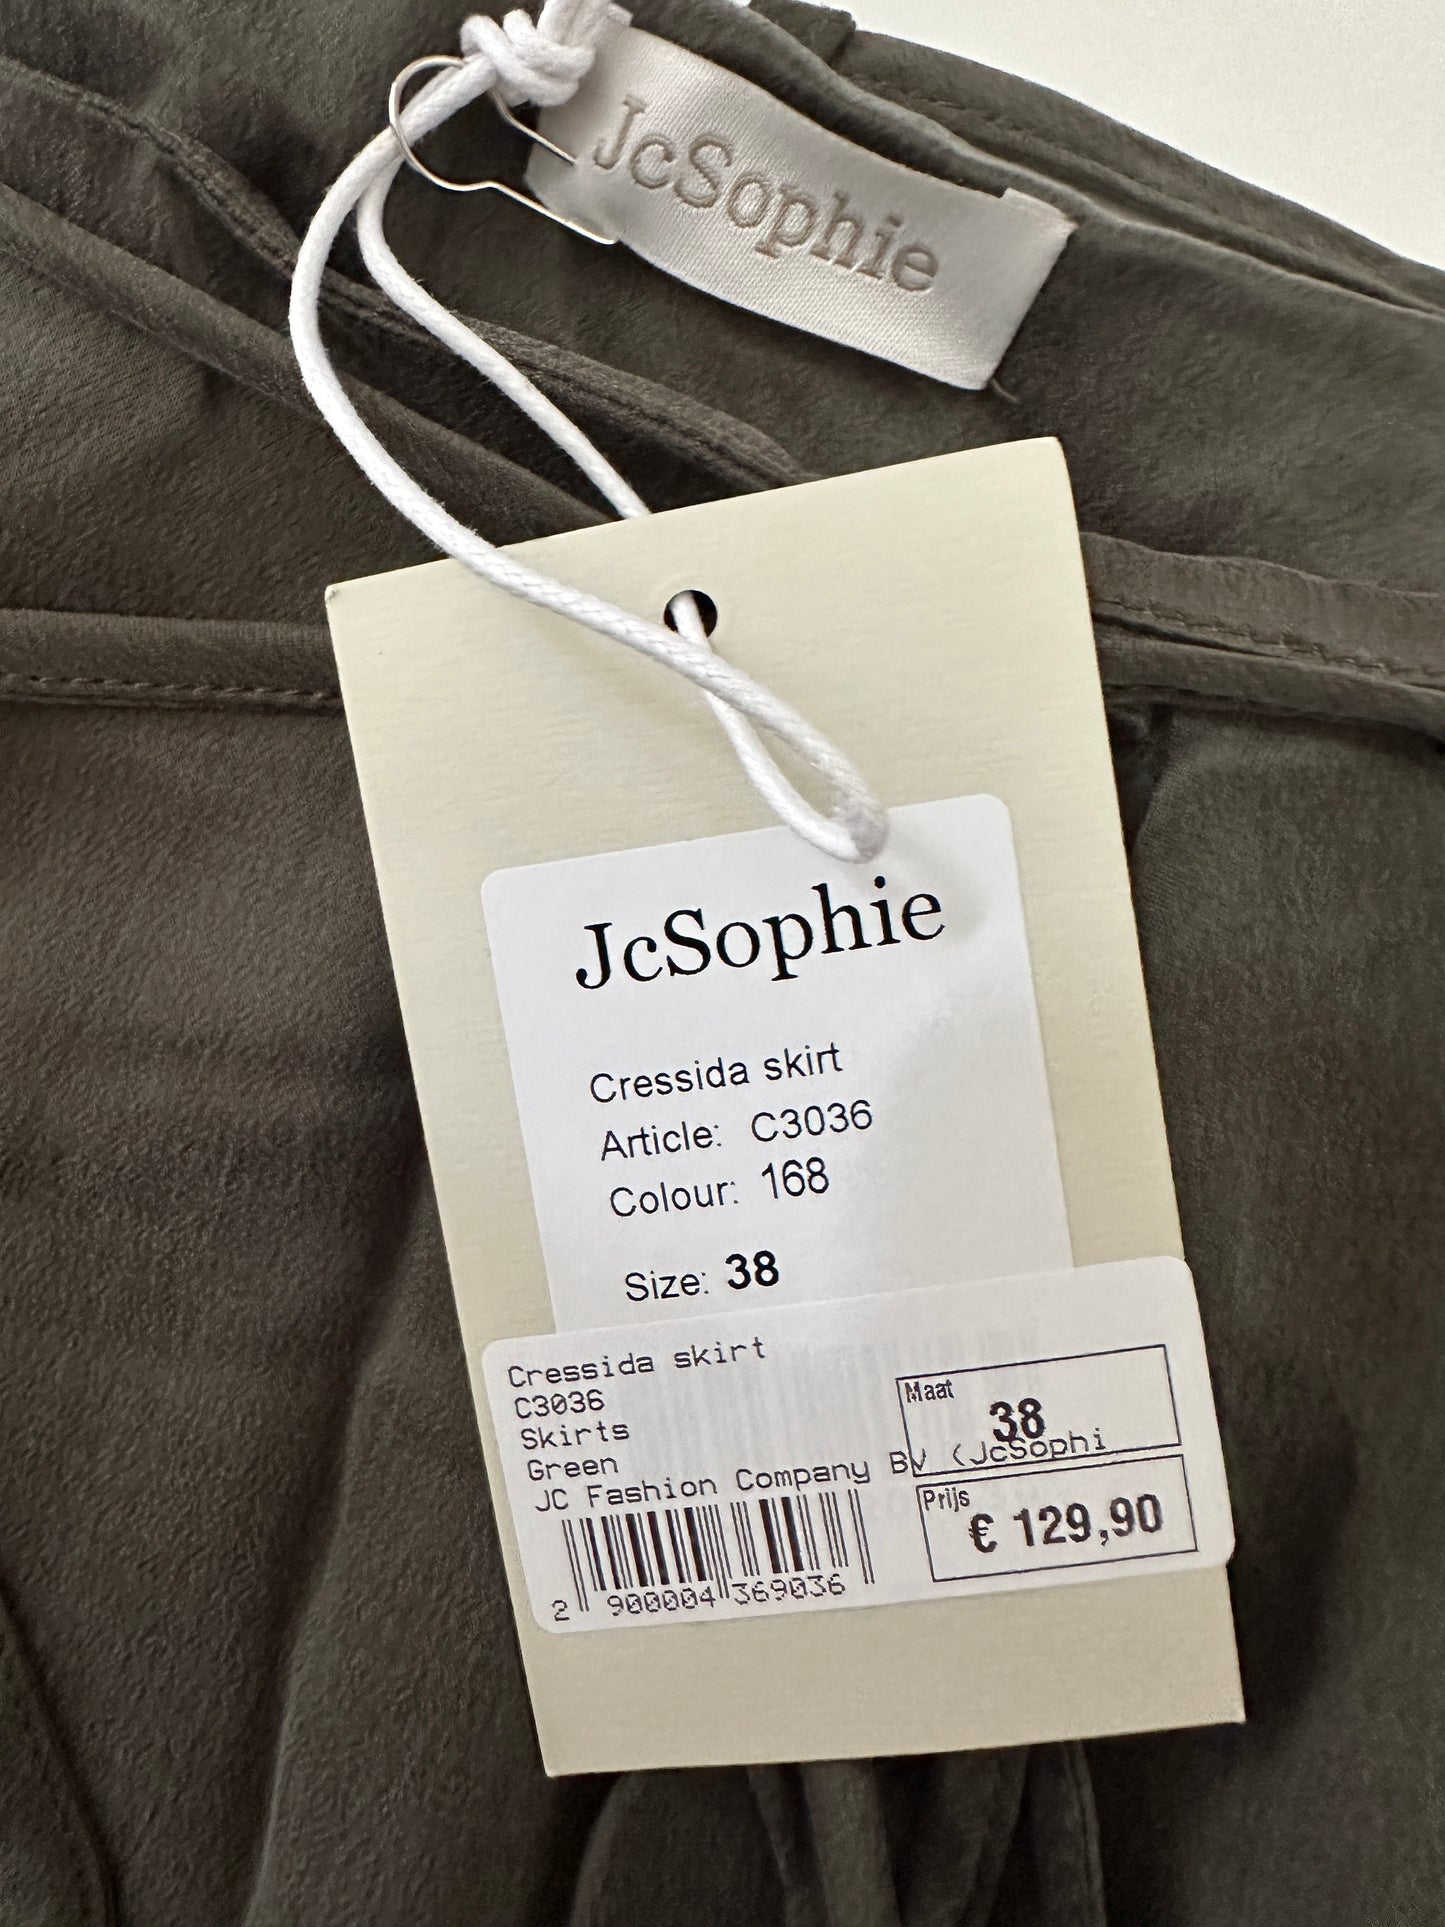 JcSophie
JcSophie
Cressida skirt
Article: C3036
Colour: 168
Size: 38
Cressida skirt
C3036
Skirts
Green
JC Fashion Company BV (JcSophi
Maat
38
Prijs
€ 129,90
2 900004 369036